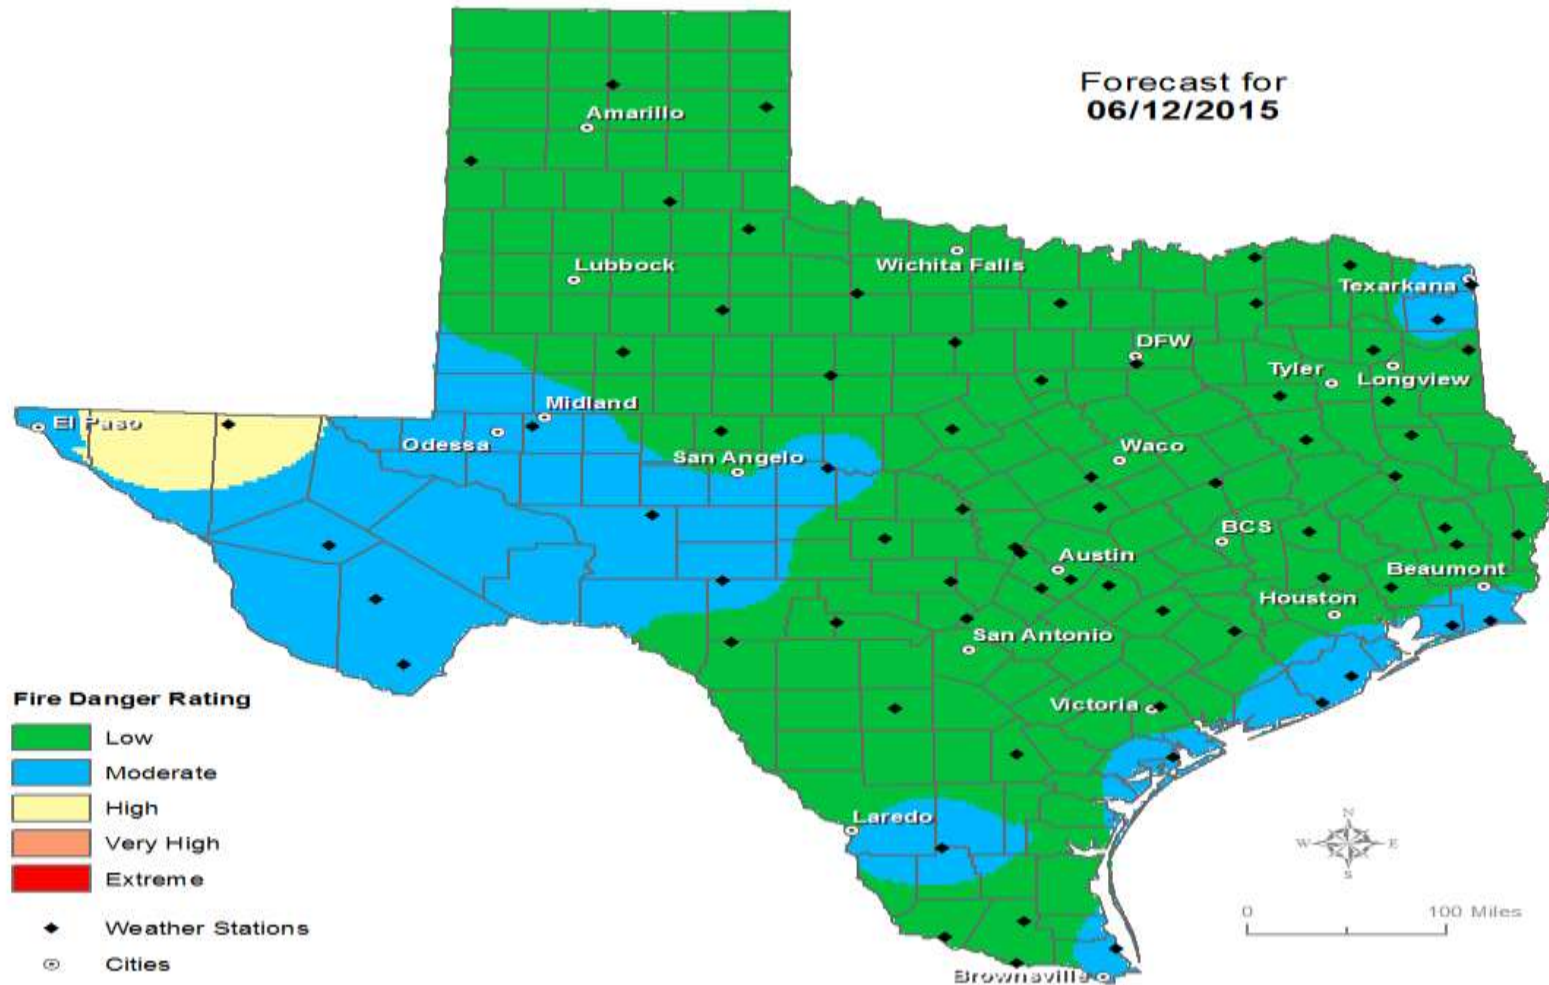 Forecast for
06/12/2015
Amarillo
Lubbock
Wichita Falls
Texarkana
DFW
Tyler
Longview
Midland
El Paso
Odessa
San Angelo
Waco
BCS
Austin
Beaumont
Houston
San Antonio
Victoria
Laredo
Brownsville
Fire Danger Rating
Low
Moderate
High
Very High
Extreme
Weather Stations
Cities
N
W E
S
0 100 Miles